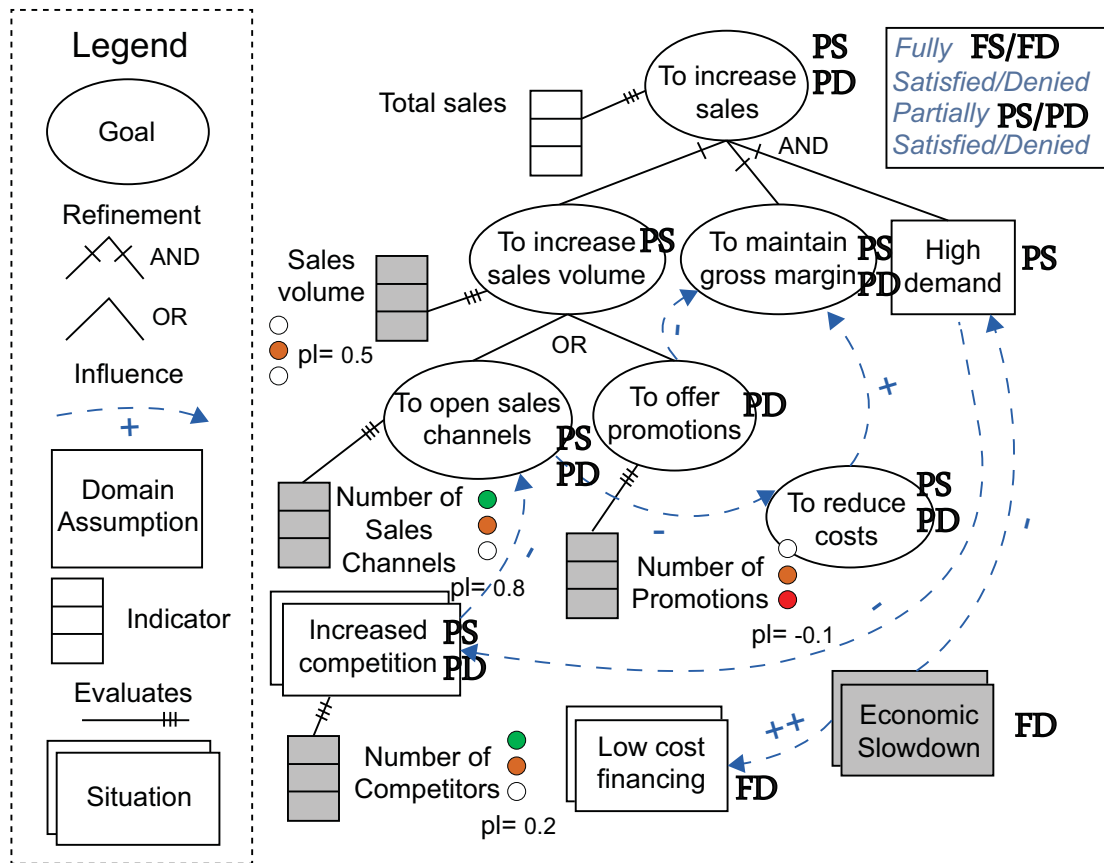 Legend
Goal
Refinement
AND
OR
Influence
+
Domain
Assumption
Indicator
Evaluates
Situation
To increase
sales
PS
PD
Fully FS/FD
Satisfied/Denied
Partially PS/PD
Satisfied/Denied
Total sales
AND
To increase
sales volume
PS
To maintain
gross margin
PS
PD
High
demand
PS
Sales
volume
pl= 0.5
OR
-
+
To open sales
channels
PS
PD
To offer
promotions
PD
Number of
Sales
Channels
pl= 0.8
-
-
To reduce
costs
PS
PD
-
Number of
Promotions
pl= -0.1
-
Increased
competition
PS
PD
Number of
Competitors
pl= 0.2
Low cost
financing
FD
++
Economic
Slowdown
FD